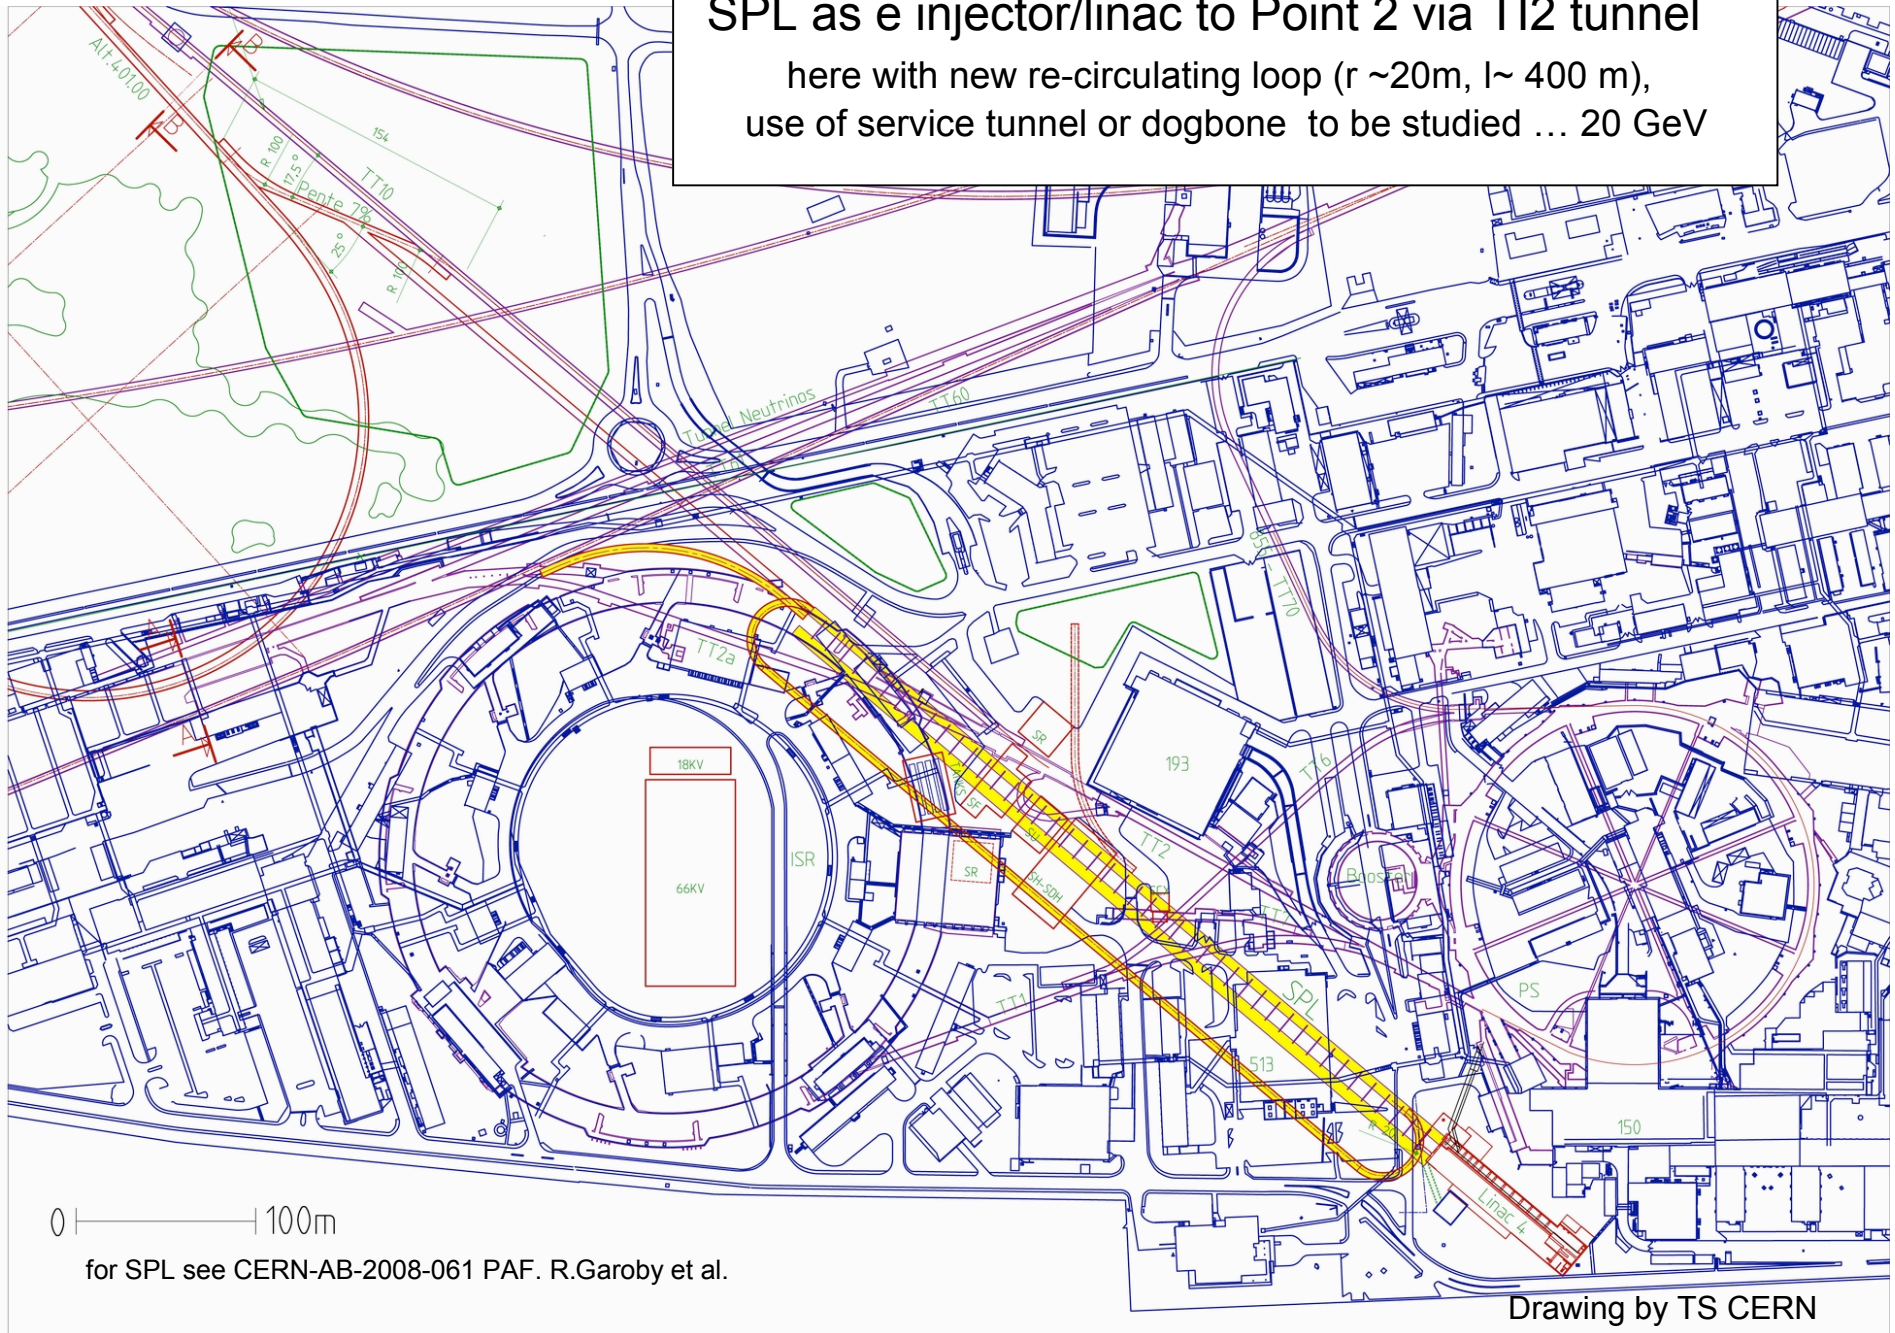 SPL as e injector/linac to Point 2 via TI2 tunnel
here with new re-circulating loop (r ~20m, l~ 400 m),
use of service tunnel or dogbone to be studied … 20 GeV
Alt.401.00
B
B
154
R 100
17.5°
TT10
Pente 7%
25°
R 100
Tunnel Neutrinos
TT60
TT70
A
A
TT2a
18KV
66KV
ISR
SR
SR
193
TT6
TT2
SH-SDH
Booster
TT1
SPL
PS
513
150
Linac 4
0
100m
for SPL see CERN-AB-2008-061 PAF. R.Garoby et al.
Drawing by TS CERN